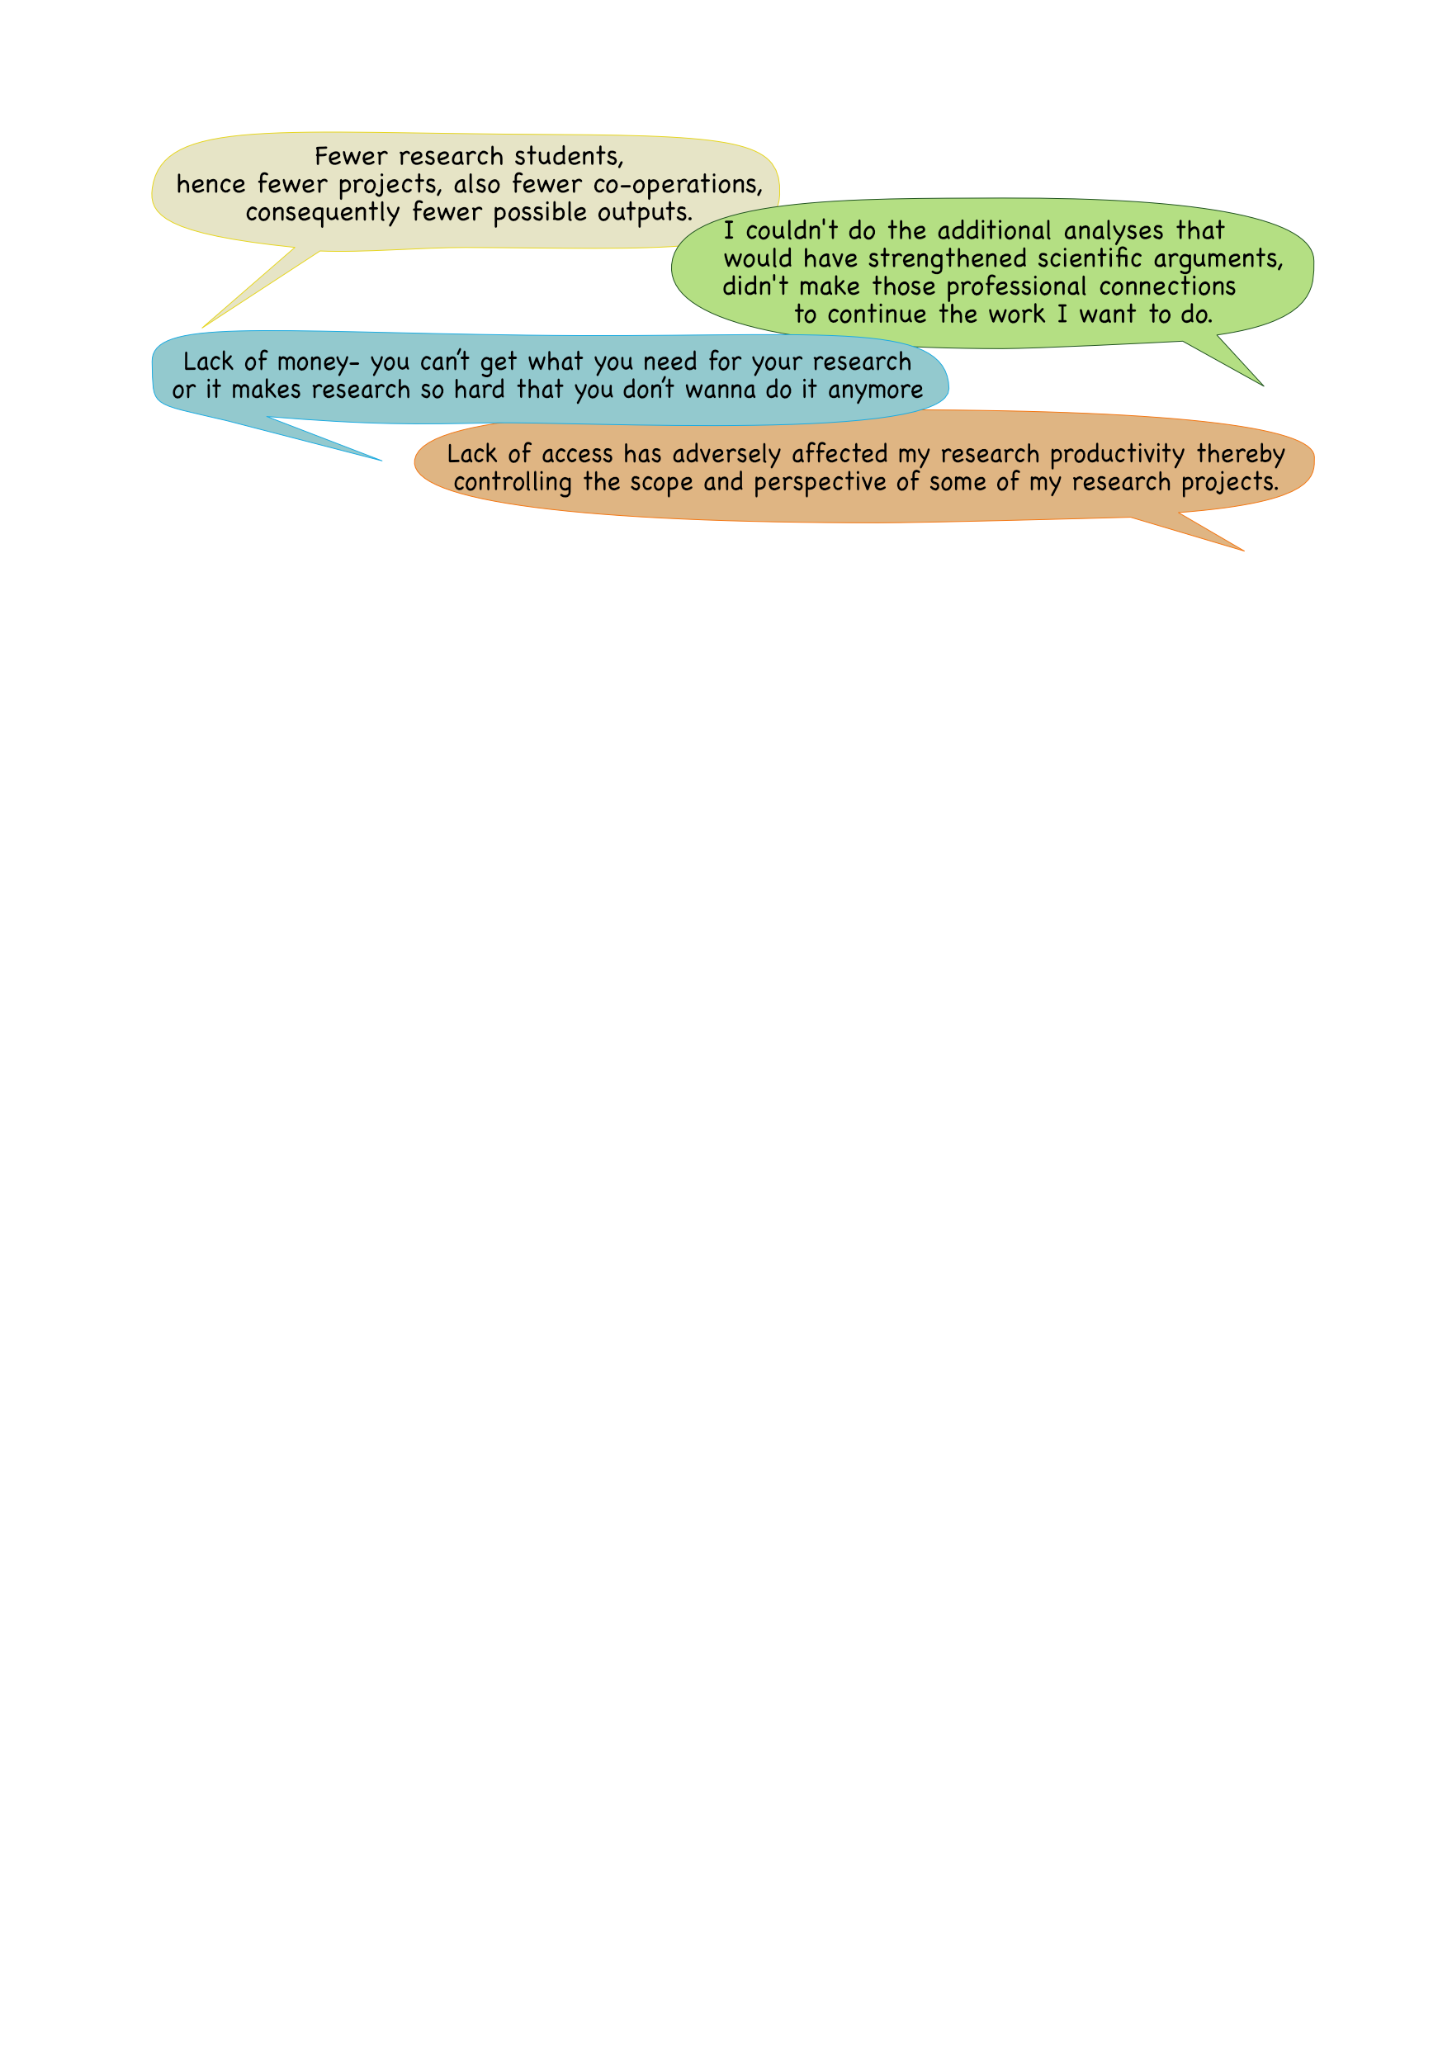 Fewer research students,
hence fewer projects, also fewer co-operations,
consequently fewer possible outputs.
I couldn't do the additional analyses that
would have strengthened scientific arguments,
didn't make those professional connections
to continue the work I want to do.
Lack of money- you can't get what you need for your research
or it makes research so hard that you don't wanna do it anymore
Lack of access has adversely affected my research productivity thereby
controlling the scope and perspective of some of my research projects.